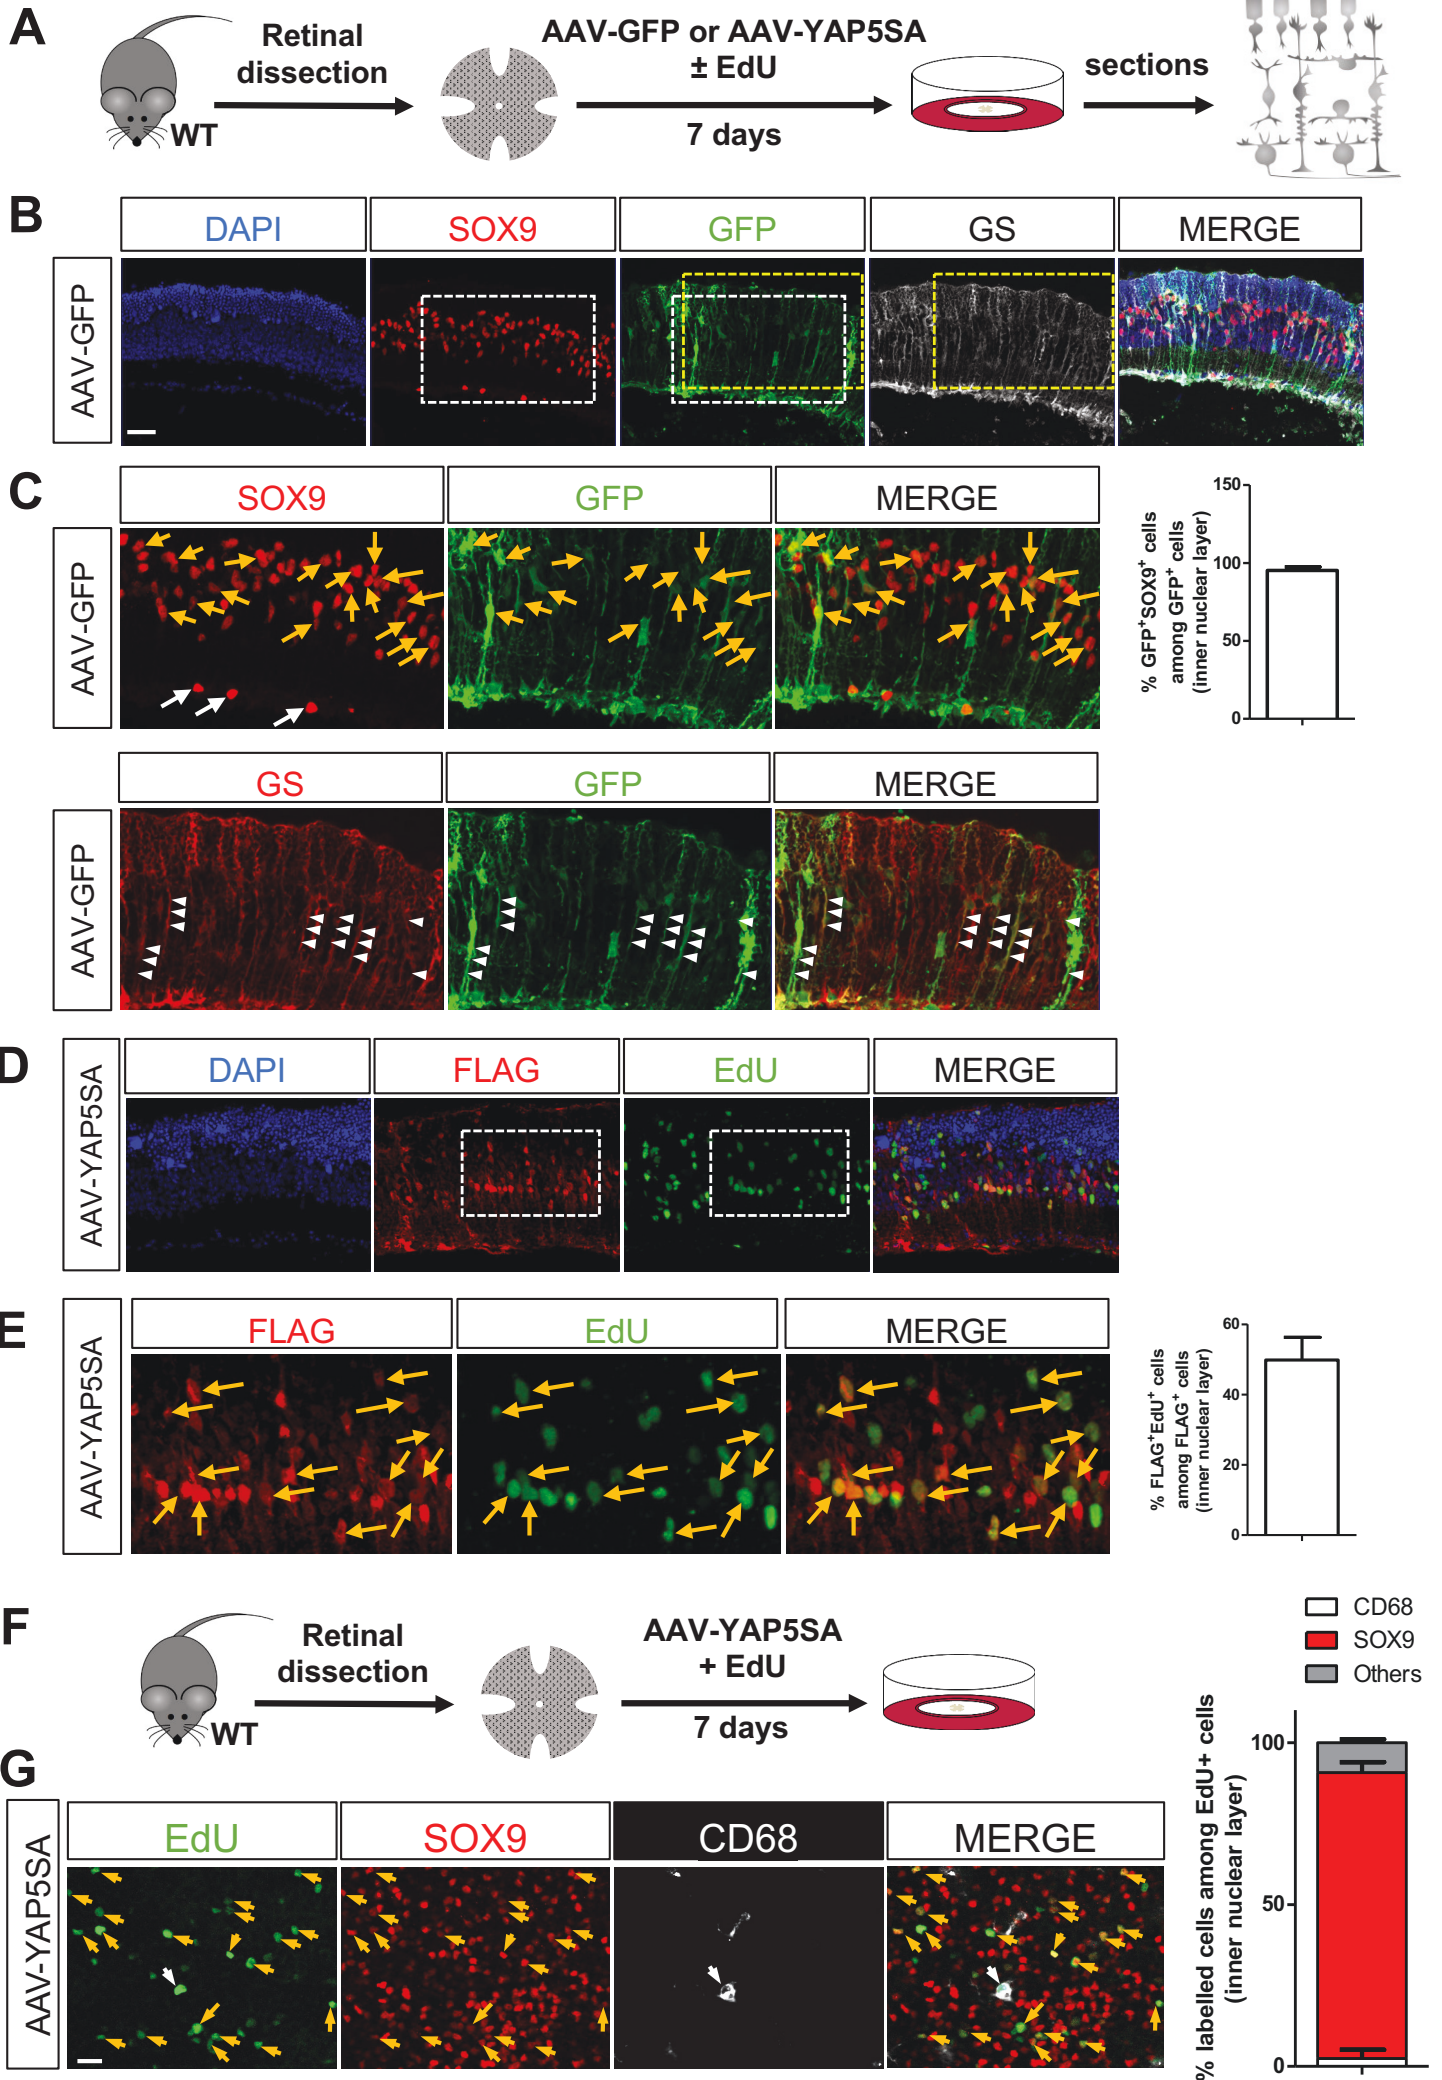 A
Retinal
dissection
WT
AAV-GFP or AAV-YAP5SA
± EdU
7 days
sections
B
DAPI
SOX9
GFP
GS
MERGE
AAV-GFP
C
SOX9
GFP
MERGE
AAV-GFP
% GFP+SOX9+ cells
among GFP+ cells
(inner nuclear layer)
150
100
50
0
GS
GFP
MERGE
AAV-GFP
D
DAPI
FLAG
EdU
MERGE
AAV-YAP5SA
E
FLAG
EdU
MERGE
AAV-YAP5SA
% FLAG+EdU+ cells
among FLAG+ cells
(inner nuclear layer)
60
40
20
0
F
Retinal
dissection
WT
AAV-YAP5SA
+ EdU
7 days
G
EdU
SOX9
CD68
MERGE
AAV-YAP5SA
CD68
SOX9
Others
% labelled cells among EdU+ cells
(inner nuclear layer)
100
50
0